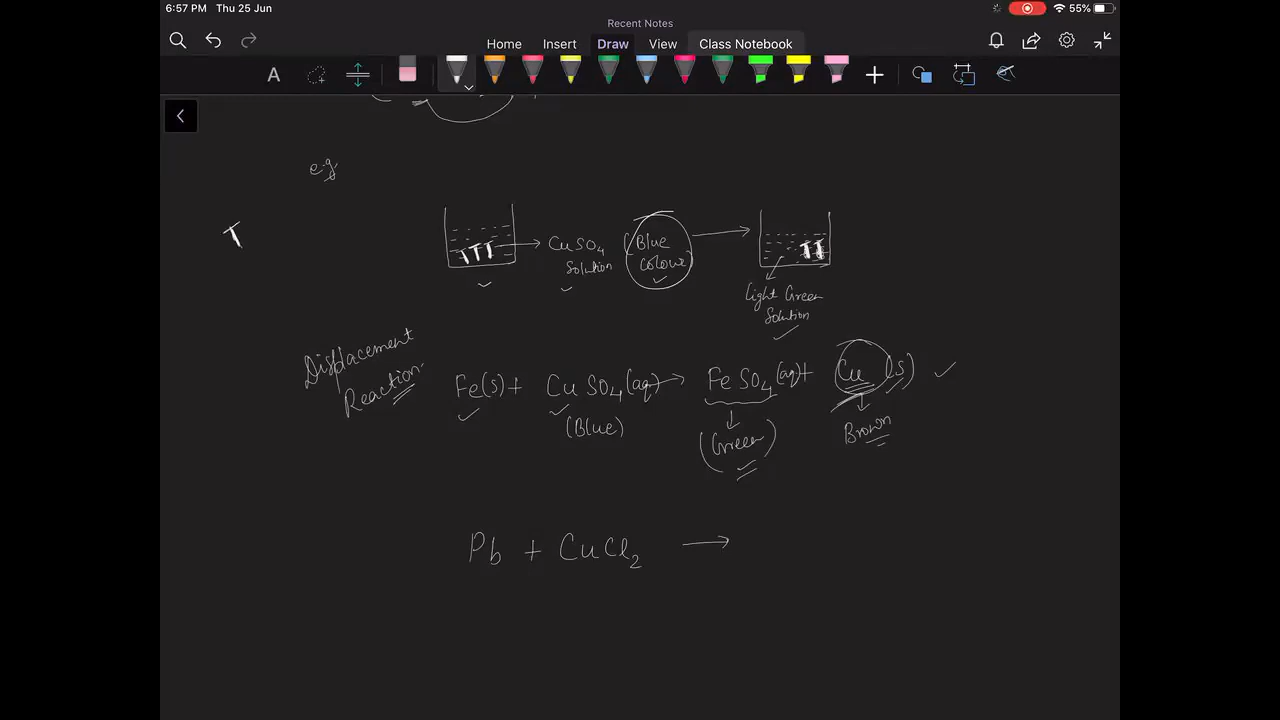 6:57 PM Thu 25 Jun
55%
Recent Notes
Home Insert Draw View Class Notebook
A
e.g.
CuSO4 (Blue
Solution Colour)
Light Green
Solution
Displacement
Reaction
Fe(s) + CuSO4 (aq) → FeSO4 (aq) + Cu (s)
(Blue)
(Green)
Brown
Pb + CuCl2 →